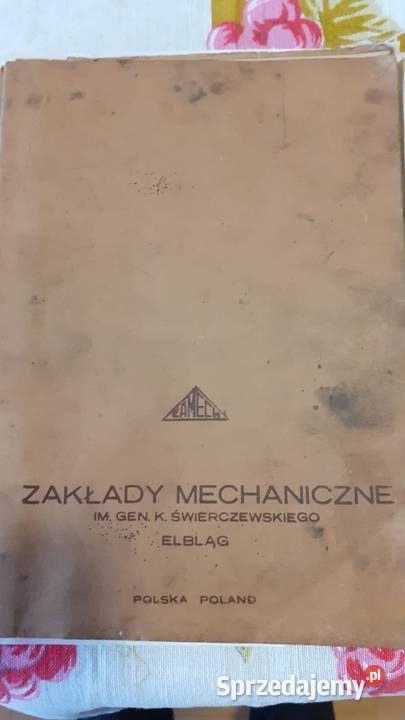 ZAMECH
ZAKŁADY MECHANICZNE
IM. GEN. K. ŚWIERCZEWSKIEGO
ELBLĄG
POLSKA POLAND
Sprzedajemy.pl